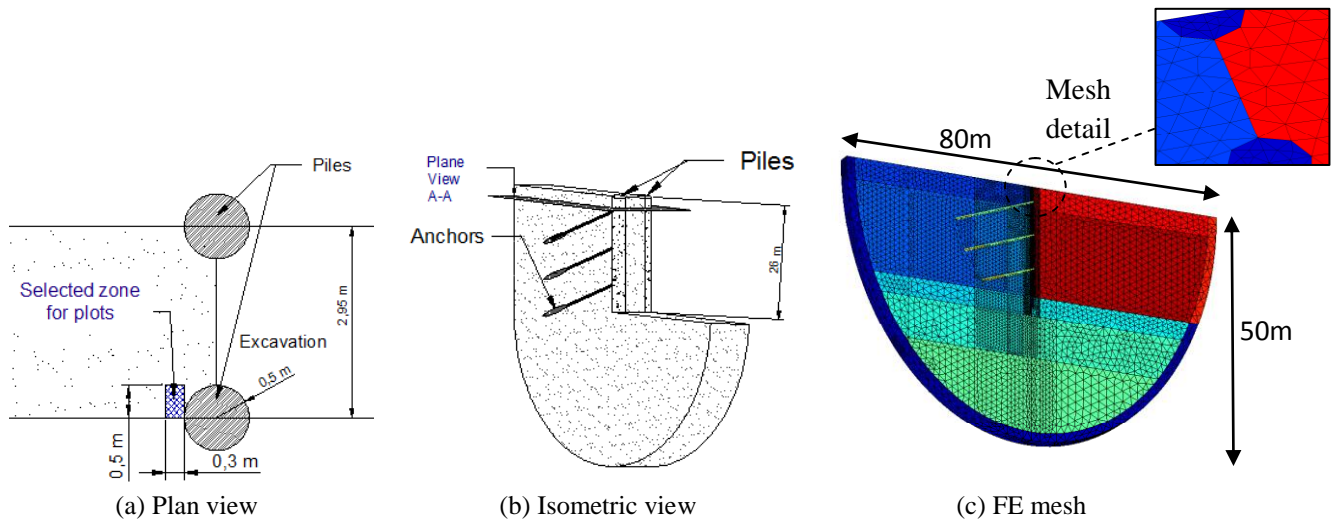 Piles
Selected zone
for plots
2,95 m
Excavation
0,5 m
0,5 m
0,3 m
(a) Plan view
Plane
View
A-A
Piles
Anchors
26 m
(b) Isometric view
Mesh
detail
80m
50m
(c) FE mesh